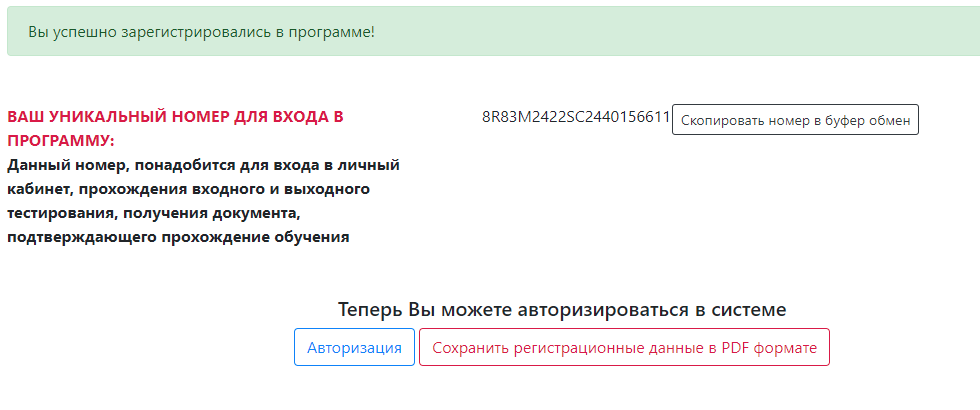 Вы успешно зарегистрировались в программе!
ВАШ УНИКАЛЬНЫЙ НОМЕР ДЛЯ ВХОДА В
ПРОГРАММУ:
Данный номер, понадобится для входа в личный
кабинет, прохождения входного и выходного
тестирования, получения документа,
подтверждающего прохождение обучения
8R83M2422SC2440156611 Скопировать номер в буфер обмен
Теперь Вы можете авторизироваться в системе
Авторизация Сохранить регистрационные данные в PDF формате